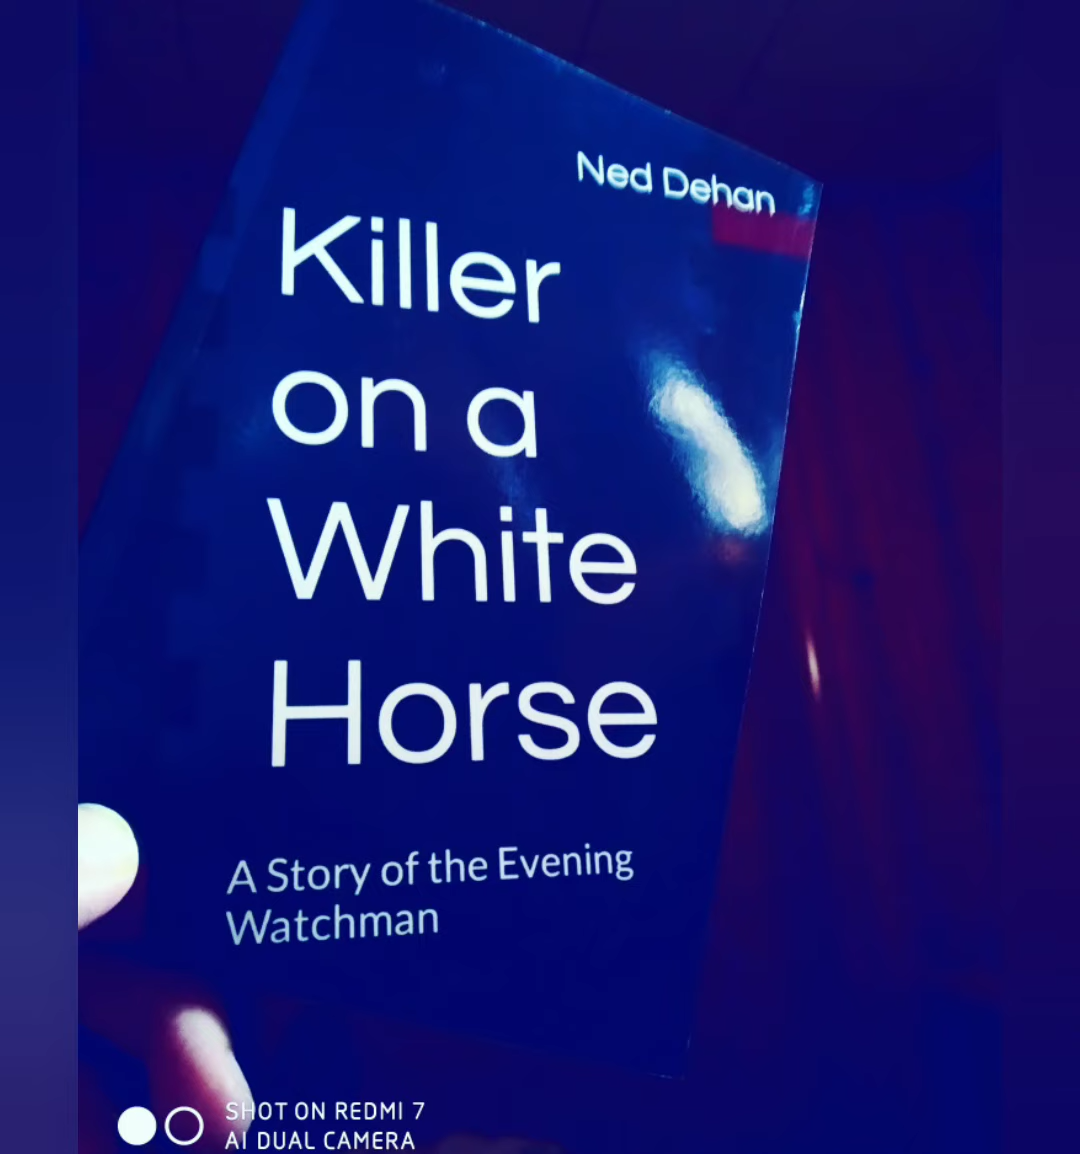 Ned Dehan
Killer
on a
White
Horse
A Story of the Evening
Watchman
SHOT ON REDMI 7
AI DUAL CAMERA